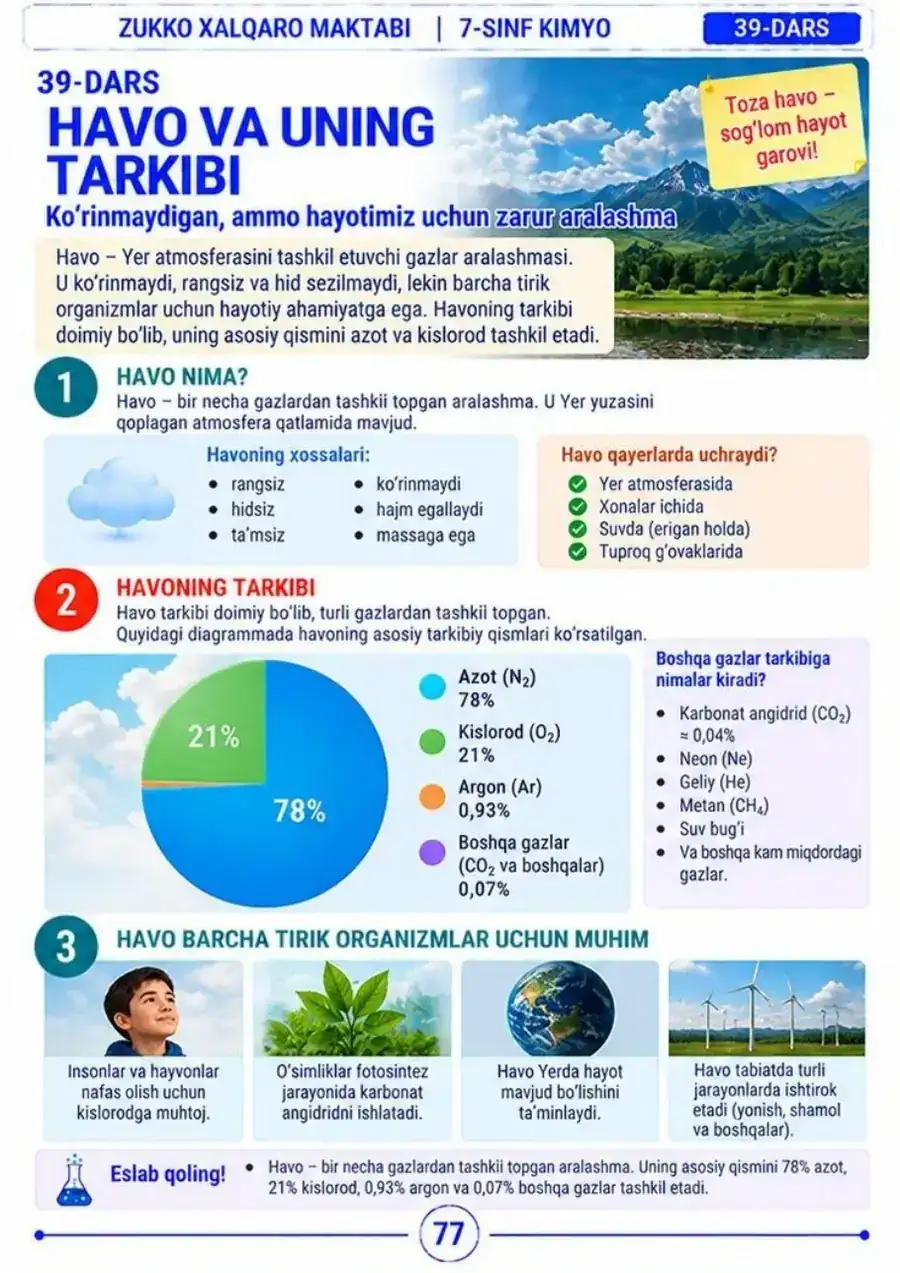 ZUKKO XALQARO MAKTABI | 7-SINF KIMYO
39-DARS
39-DARS
HAVO VA UNING
TARKIBI
Ko‘rinmaydigan, ammo hayotimiz uchun zarur aralashma
Toza havo –
sog‘lom hayot
garovi!
Havo – Yer atmosferasini tashkil etuvchi gazlar aralashmasi.
U ko‘rinmaydi, rangsiz va hid sezilmaydi, lekin barcha tirik
organizmlar uchun hayotiy ahamiyatga ega. Havoning tarkibi
doimiy bo‘lib, uning asosiy qismini azot va kislorod tashkil etadi.
1
HAVO NIMA?
Havo – bir necha gazlardan tashkii topgan aralashma. U Yer yuzasini
qoplagan atmosfera qatlamida mavjud.
Havoning xossalari:
• rangsiz
• hidsiz
• ta’msiz
• ko‘rinmaydi
• hajm egallaydi
• massaga ega
Havo qayerlarda uchraydi?
Yer atmosferasida
Xonalar ichida
Suvda (erigan holda)
Tuproq g‘ovaklarida
2
HAVONING TARKIBI
Havo tarkibi doimiy bo‘lib, turli gazlardan tashkii topgan.
Quyidagi diagrammada havoning asosiy tarkibiy qismlari ko‘rsatilgan.
21%
78%
Azot (N₂)
78%
Kislorod (O₂)
21%
Argon (Ar)
0,93%
Boshqa gazlar
(CO₂ va boshqalar)
0,07%
Boshqa gazlar tarkibiga
nimalar kiradi?
• Karbonat angidrid (CO₂)
≈ 0,04%
• Neon (Ne)
• Geliy (He)
• Metan (CH₄)
• Suv bug‘i
• Va boshqa kam miqdordagi
gazlar.
3
HAVO BARCHA TIRIK ORGANIZMLAR UCHUN MUHIM
Insonlar va hayvonlar
nafas olish uchun
kislorodga muhtoj.
O‘simliklar fotosintez
jarayonida karbonat
angidridni ishlatadi.
Havo Yerda hayot
mavjud bo‘lishini
ta’minlaydi.
Havo tabiatda turli
jarayonlarda ishtirok
etadi (yonish, shamol
va boshqalar).
Eslab qoling!
• Havo – bir necha gazlardan tashkii topgan aralashma. Uning asosiy qismini 78% azot,
21% kislorod, 0,93% argon va 0,07% boshqa gazlar tashkil etadi.
77